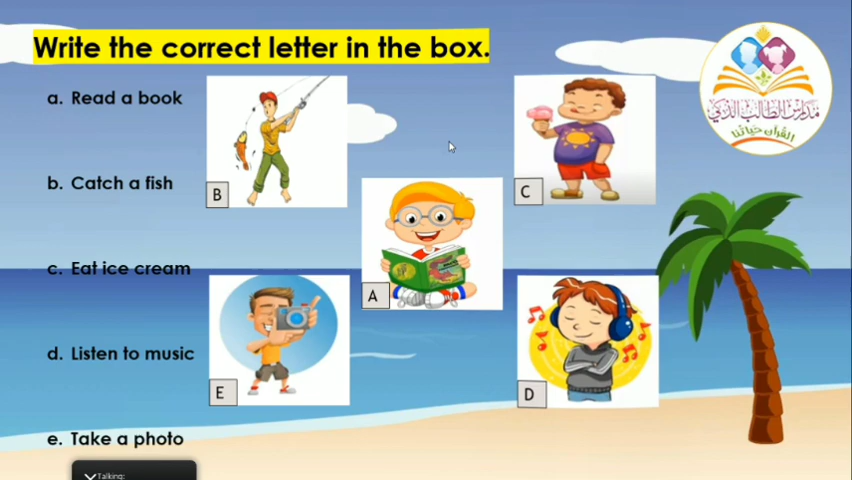 Write the correct letter in the box.
a. Read a book
b. Catch a fish
c. Eat ice cream
d. Listen to music
e. Take a photo
B
C
A
E
D
مدارس الطالب الذكي
القرآن حياتنا
Talking: